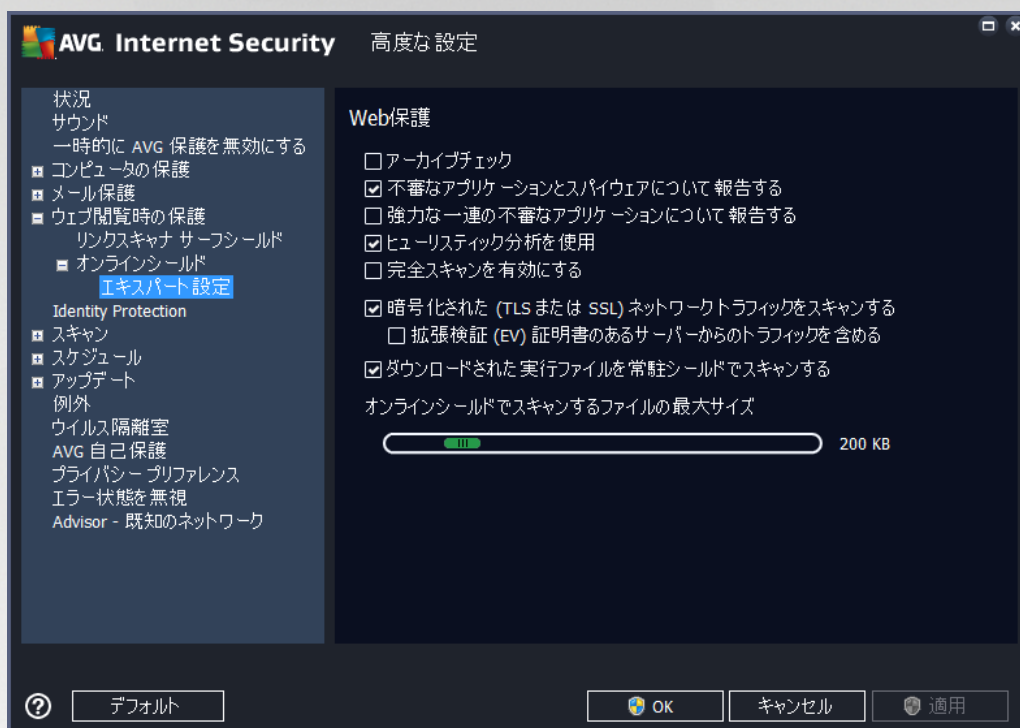 AVG. Internet Security 高度な設定
状況
サウンド
一時的に AVG 保護を無効にする
コンピュータの保護
メール保護
ウェブ閲覧時の保護
リンクスキャナ サーフシールド
オンラインシールド
エキスパート設定
Identity Protection
スキャン
スケジュール
アップデート
例外
ウイルス隔離室
AVG 自己保護
プライバシー プリファレンス
エラー状態を無視
Advisor - 既知のネットワーク
Web保護
アーカイブチェック
不審なアプリケーションとスパイウェアについて報告する
強力な一連の不審なアプリケーションについて報告する
ヒューリスティック分析を使用
完全スキャンを有効にする
暗号化された (TLS または SSL) ネットワークトラフィックをスキャンする
拡張検証 (EV) 証明書のあるサーバーからのトラフィックを含める
ダウンロードされた実行ファイルを常駐シールドでスキャンする
オンラインシールドでスキャンするファイルの最大サイズ
200 KB
? デフォルト OK キャンセル 適用